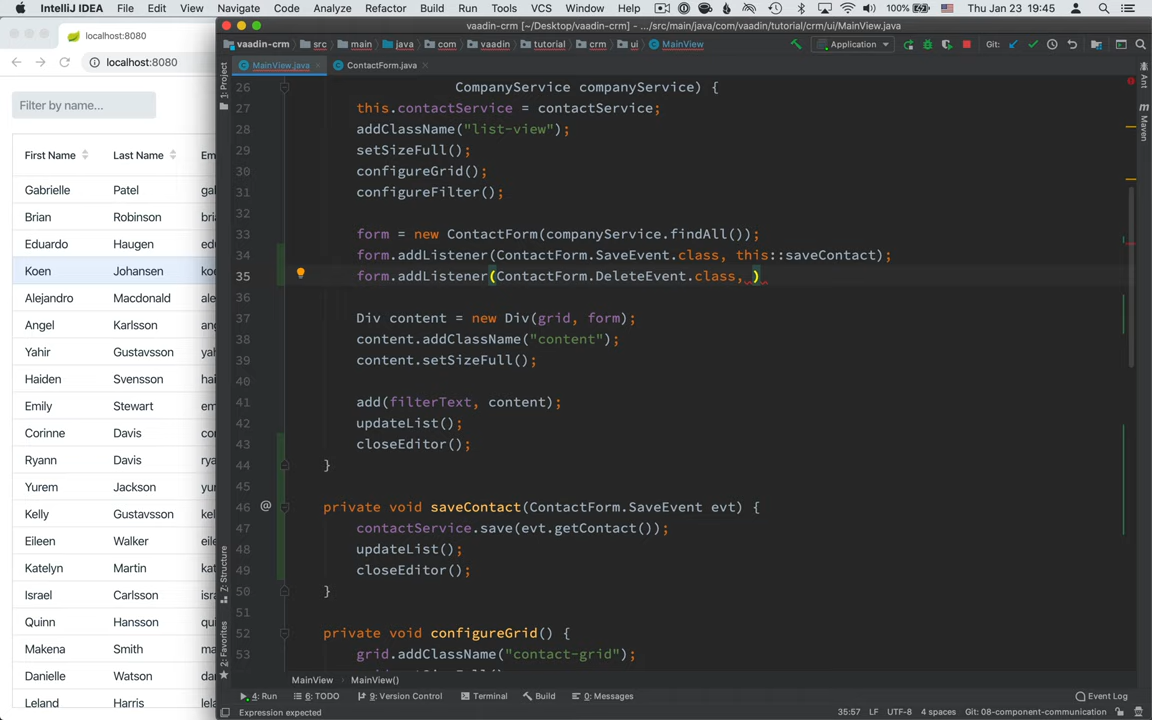 IntelliJ IDEA File Edit View Navigate Code Analyze Refactor Build Run Tools VCS Window Help 100% Thu Jan 23 19:45
localhost:8080
localhost:8080
Filter by name...
First Name Last Name Em
Gabrielle Patel
Brian Robinson
Eduardo Haugen
Koen Johansen
Alejandro Macdonald
Angel Karlsson
Yahir Gustavsson
Haiden Svensson
Emily Stewart
Corinne Davis
Ryann Davis
Yurem Jackson
Kelly Gustavsson
Eileen Walker
Katelyn Martin
Israel Carlsson
Quinn Hansson
Makena Smith
Danielle Watson
Leland Harris
vaadin-crm [~/Desktop/vaadin-crm] - .../src/main/java/com/vaadin/tutorial/crm/ui/MainView.java
vaadin-crm src main java com vaadin tutorial crm ui MainView Application Git:
MainView.java ContactForm.java
1: Project
7: Structure
2: Favorites
Ant
Maven
26 CompanyService companyService) {
27 this.contactService = contactService;
28 addClassName("list-view");
29 setSizeFull();
30 configureGrid();
31 configureFilter();
32
33 form = new ContactForm(companyService.findAll());
34 form.addListener(ContactForm.SaveEvent.class, this::saveContact);
35 form.addListener(ContactForm.DeleteEvent.class, )
36
37 Div content = new Div(grid, form);
38 content.addClassName("content");
39 content.setSizeFull();
40
41 add(filterText, content);
42 updateList();
43 closeEditor();
44 }
45
46 private void saveContact(ContactForm.SaveEvent evt) {
47 contactService.save(evt.getContact());
48 updateList();
49 closeEditor();
50 }
51
52 private void configureGrid() {
53 grid.addClassName("contact-grid");
MainView MainView()
4: Run 6: TODO 9: Version Control Terminal Build 0: Messages Event Log
Expression expected 35:57 LF UTF-8 4 spaces Git: 08-component-communication